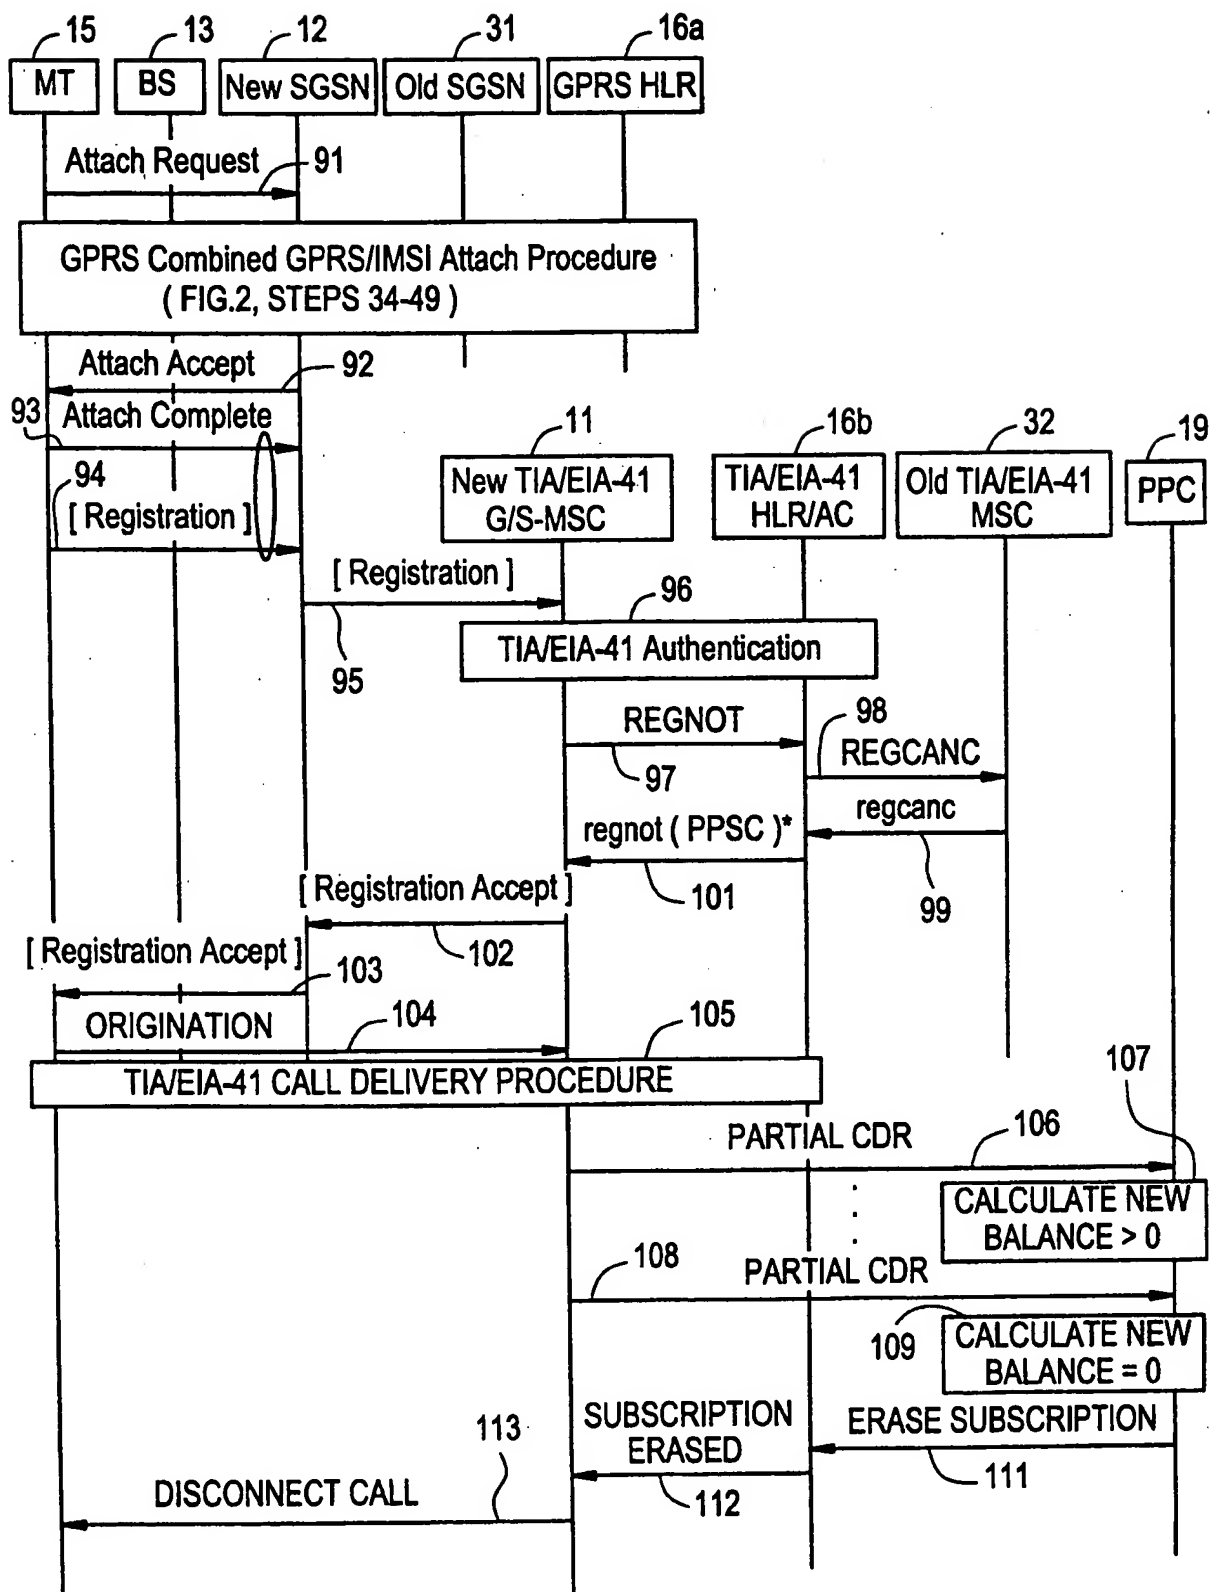 15 13 12 31 16a
MT BS New SGSN Old SGSN GPRS HLR
Attach Request 91
GPRS Combined GPRS/IMSI Attach Procedure
( FIG.2, STEPS 34-49 )
Attach Accept 92
93 Attach Complete
11 16b 32 19
94
New TIA/EIA-41
G/S-MSC
TIA/EIA-41
HLR/AC
Old TIA/EIA-41
MSC
PPC
[ Registration ]
[ Registration ]
95
96
TIA/EIA-41 Authentication
REGNOT
97
98
REGCANC
regcanc
99
regnot ( PPSC )*
101
[ Registration Accept ]
102
[ Registration Accept ]
103
ORIGINATION 104
105
TIA/EIA-41 CALL DELIVERY PROCEDURE
107
PARTIAL CDR 106
CALCULATE NEW
BALANCE > 0
108 PARTIAL CDR
109
CALCULATE NEW
BALANCE = 0
ERASE SUBSCRIPTION
111
SUBSCRIPTION
ERASED
112
113
DISCONNECT CALL